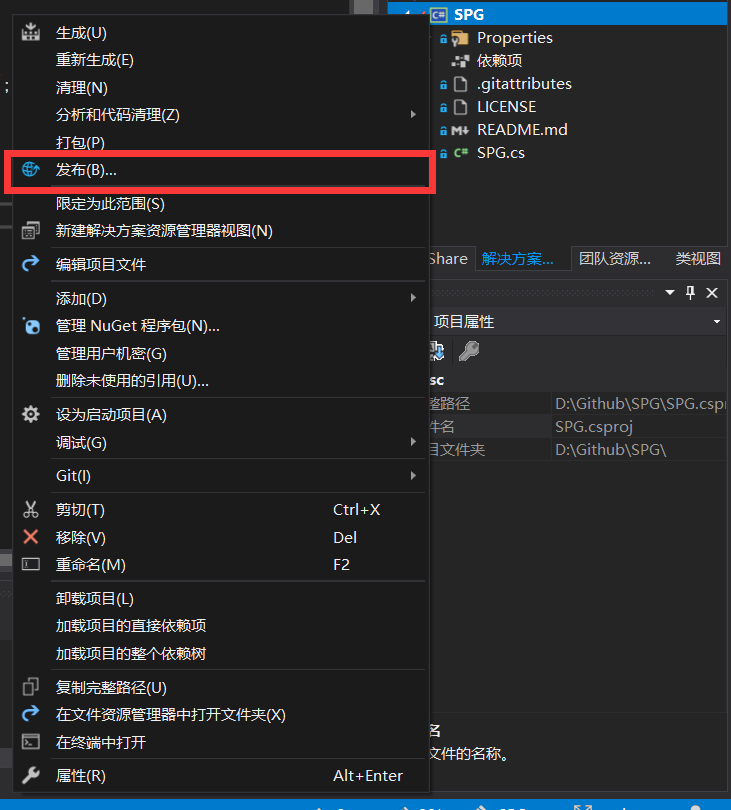 SPG
Properties
依赖项
.gitattributes
LICENSE
README.md
SPG.cs
Share
解决方案...
团队资源...
类视图
项目属性
sc
整路径
D:\Github\SPG\SPG.cspr
件名
SPG.csproj
目文件夹
D:\Github\SPG\
名
文件的名称。
;
生成(U)
重新生成(E)
清理(N)
分析和代码清理(Z)
打包(P)
发布(B)...
限定为此范围(S)
新建解决方案资源管理器视图(N)
编辑项目文件
添加(D)
管理 NuGet 程序包(N)...
管理用户机密(G)
删除未使用的引用(U)...
设为启动项目(A)
调试(G)
Git(I)
剪切(T) Ctrl+X
移除(V) Del
重命名(M) F2
卸载项目(L)
加载项目的直接依赖项
加载项目的整个依赖树
复制完整路径(U)
在文件资源管理器中打开文件夹(X)
在终端中打开
属性(R) Alt+Enter